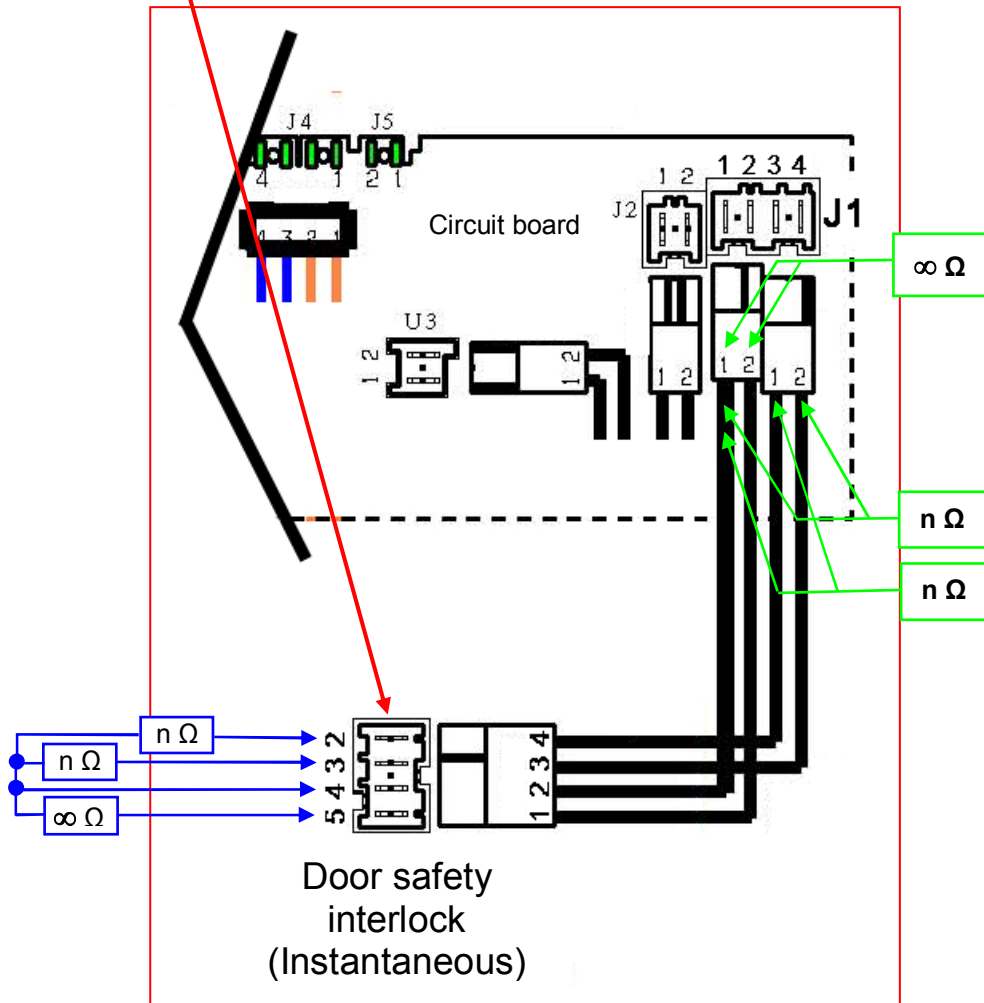 J4 J5
4 1 2 1
1 2
1 2 3 4
J2
J1
Circuit board
∞ Ω
4 3 2 1
U3
1 2
1 2
1 2
1 2
1 2
n Ω
n Ω
n Ω
n Ω
∞ Ω
2
3
4
5
4
3
2
1
Door safety
interlock
(Instantaneous)